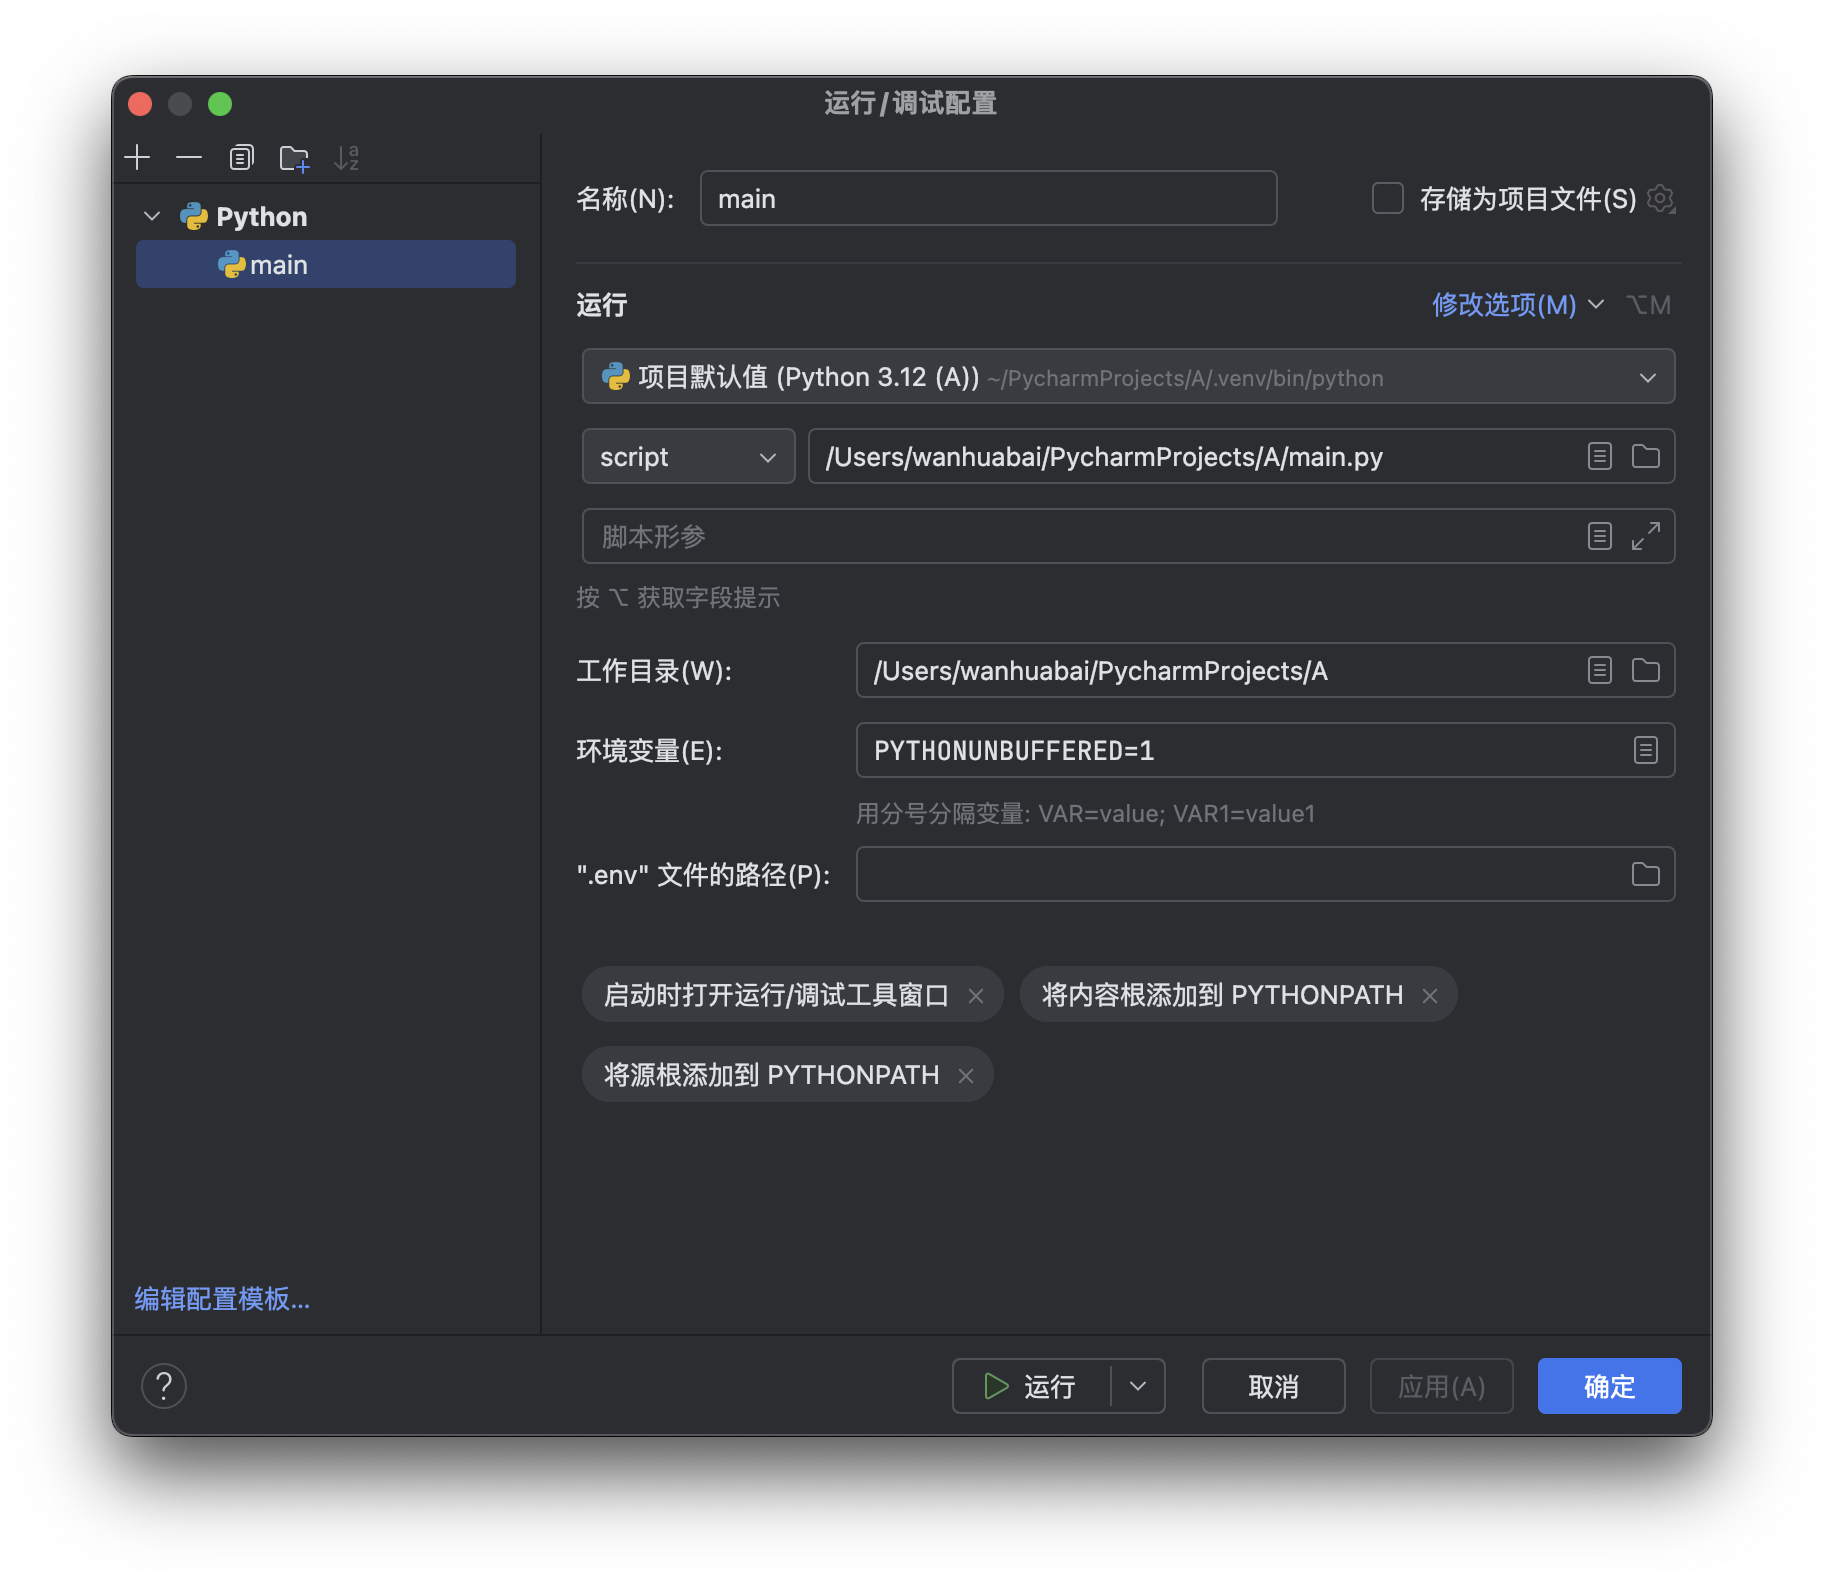 运行/调试配置
Python
main
编辑配置模板...
名称(N):
main
存储为项目文件(S)
运行
修改选项(M)
⌥M
项目默认值 (Python 3.12 (A)) ~/PycharmProjects/A/.venv/bin/python
script
/Users/wanhuabai/PycharmProjects/A/main.py
脚本形参
按 ⌥ 获取字段提示
工作目录(W):
/Users/wanhuabai/PycharmProjects/A
环境变量(E):
PYTHONUNBUFFERED=1
用分号分隔变量: VAR=value; VAR1=value1
".env" 文件的路径(P):
启动时打开运行/调试工具窗口
将内容根添加到 PYTHONPATH
将源根添加到 PYTHONPATH
?
运行
取消
应用(A)
确定